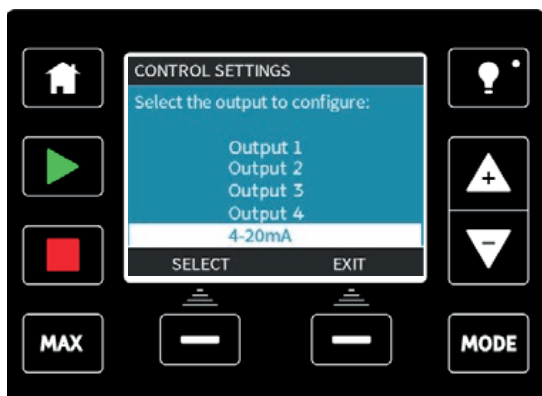 CONTROL SETTINGS
Select the output to configure:
Output 1
Output 2
Output 3
Output 4
4-20mA
SELECT EXIT
+
-
MAX
MODE